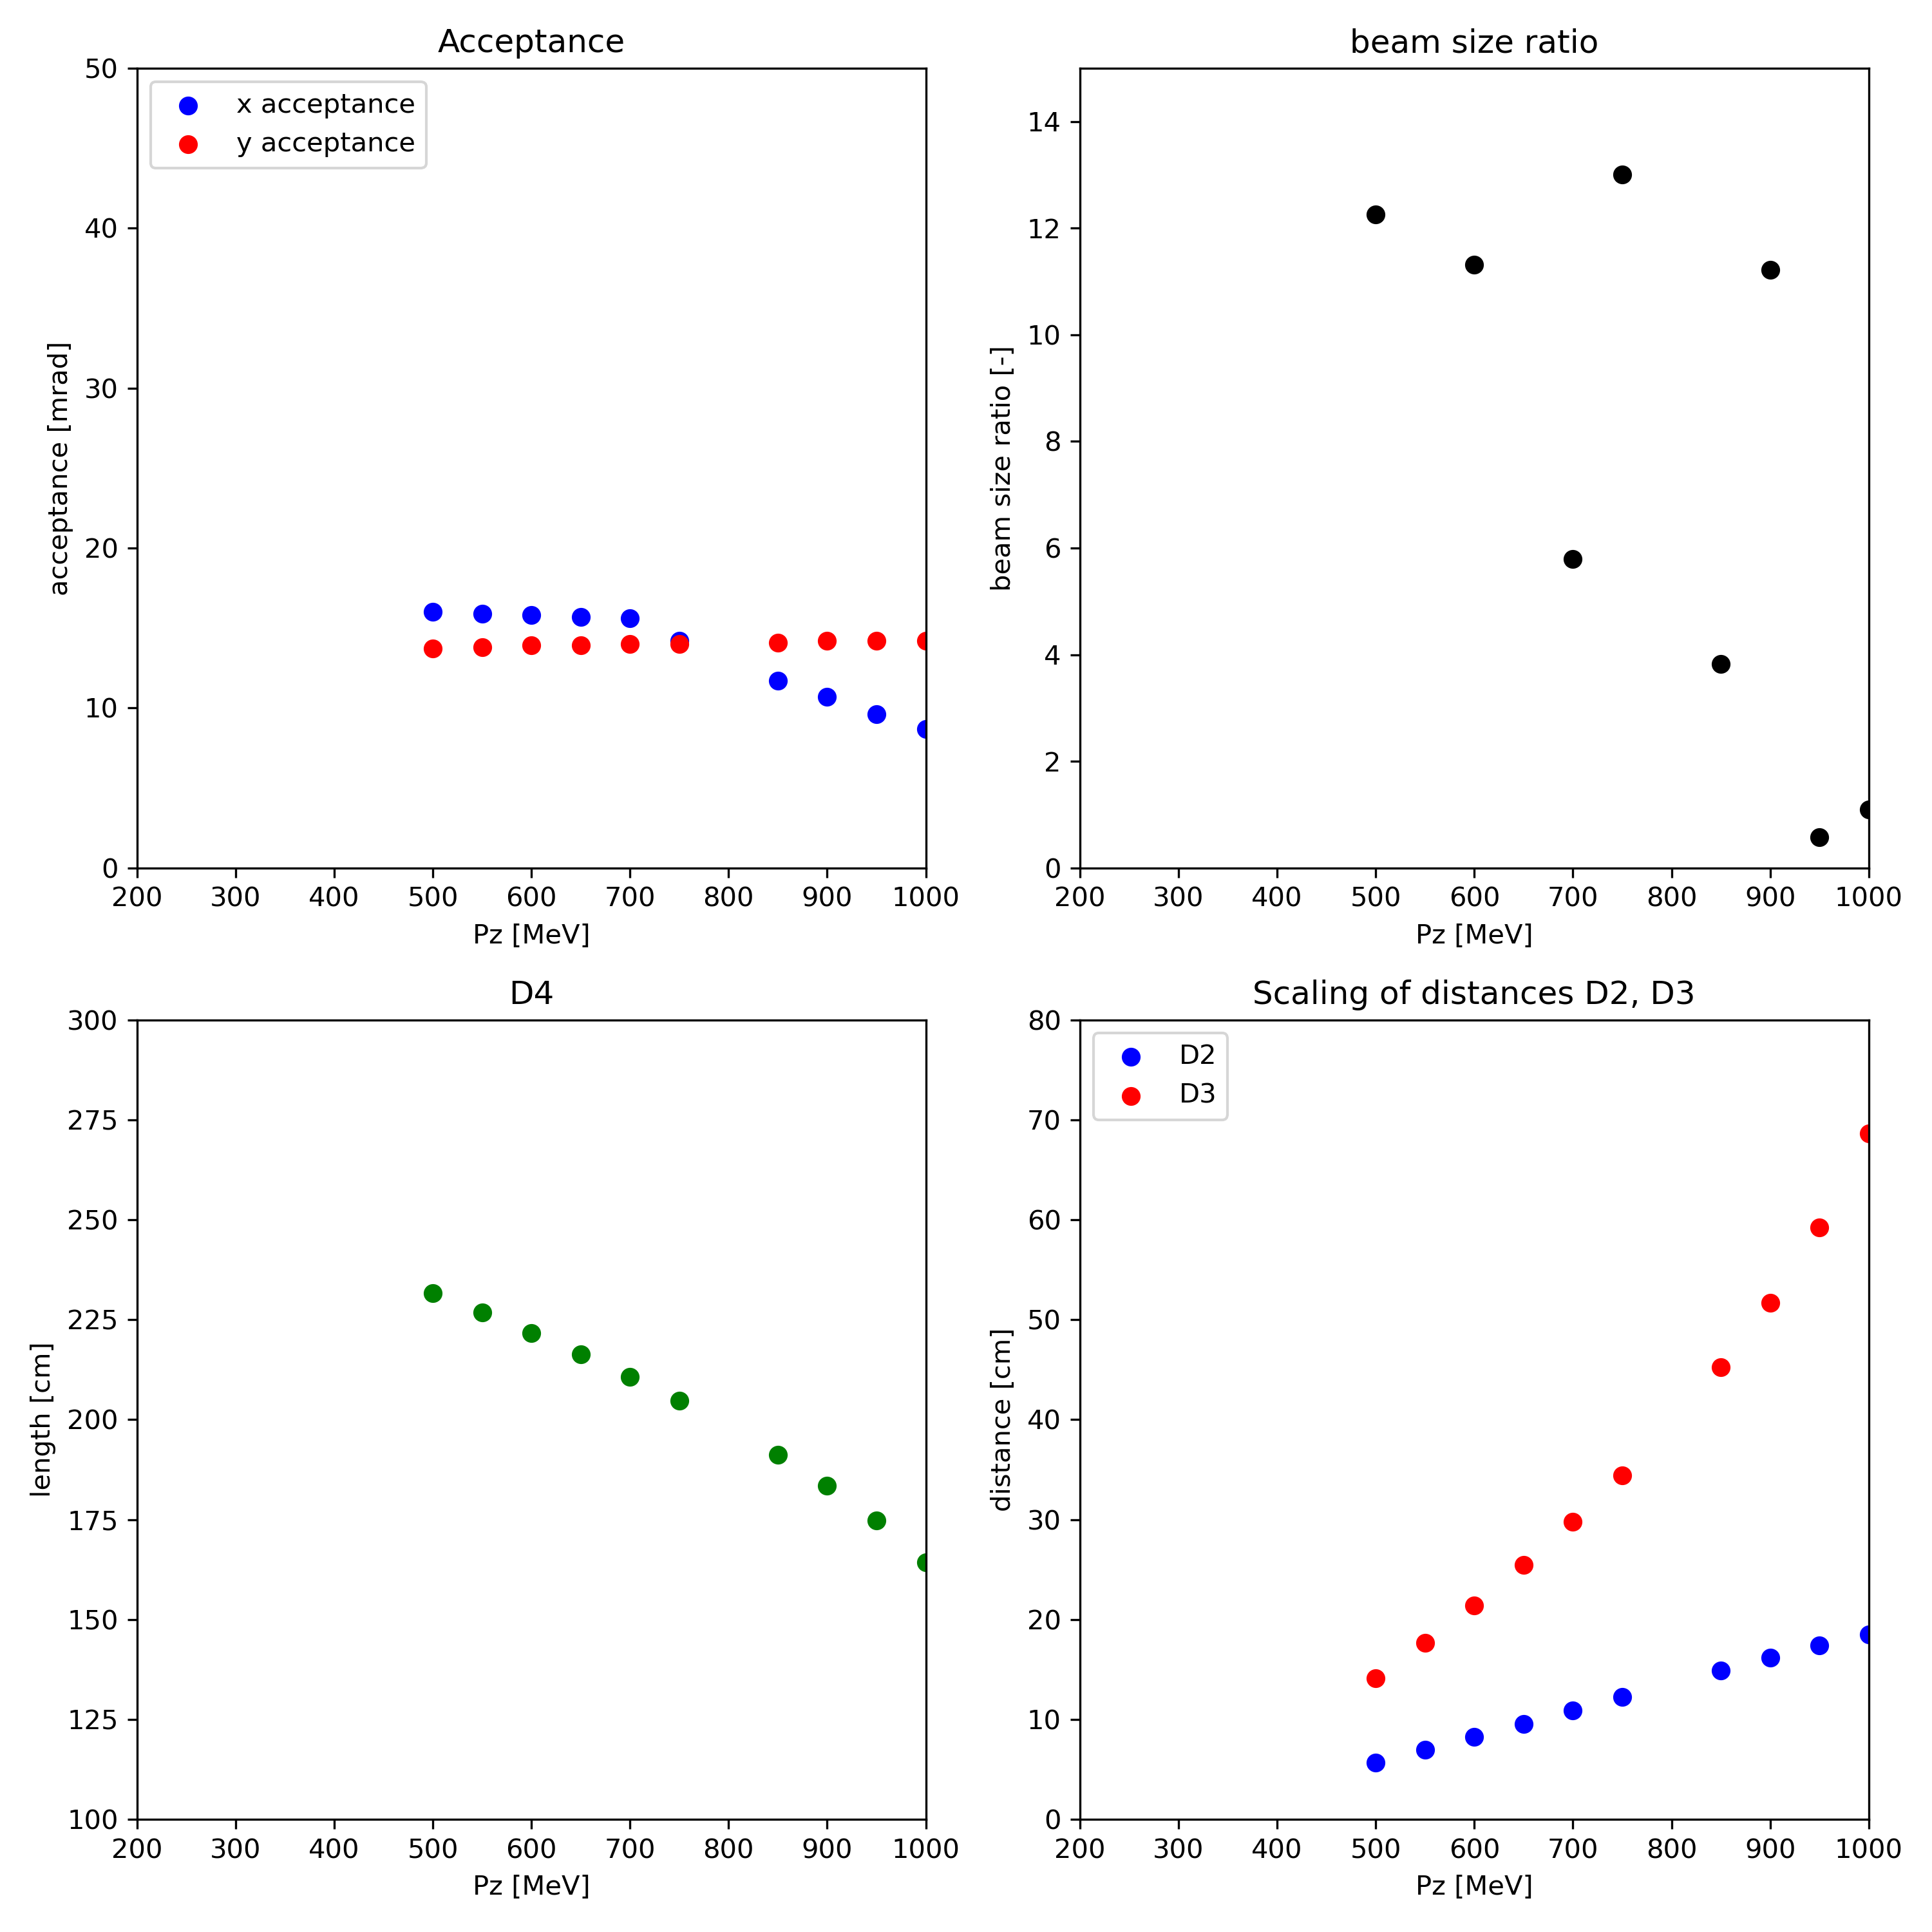 Acceptance
50
40
30
20
10
0
acceptance [mrad]
x acceptance
y acceptance
200 300 400 500 600 700 800 900 1000
Pz [MeV]
beam size ratio
14
12
10
8
6
4
2
0
beam size ratio [-]
200 300 400 500 600 700 800 900 1000
Pz [MeV]
D4
300
275
250
225
200
175
150
125
100
length [cm]
200 300 400 500 600 700 800 900 1000
Pz [MeV]
Scaling of distances D2, D3
80
70
60
50
40
30
20
10
0
distance [cm]
D2
D3
200 300 400 500 600 700 800 900 1000
Pz [MeV]